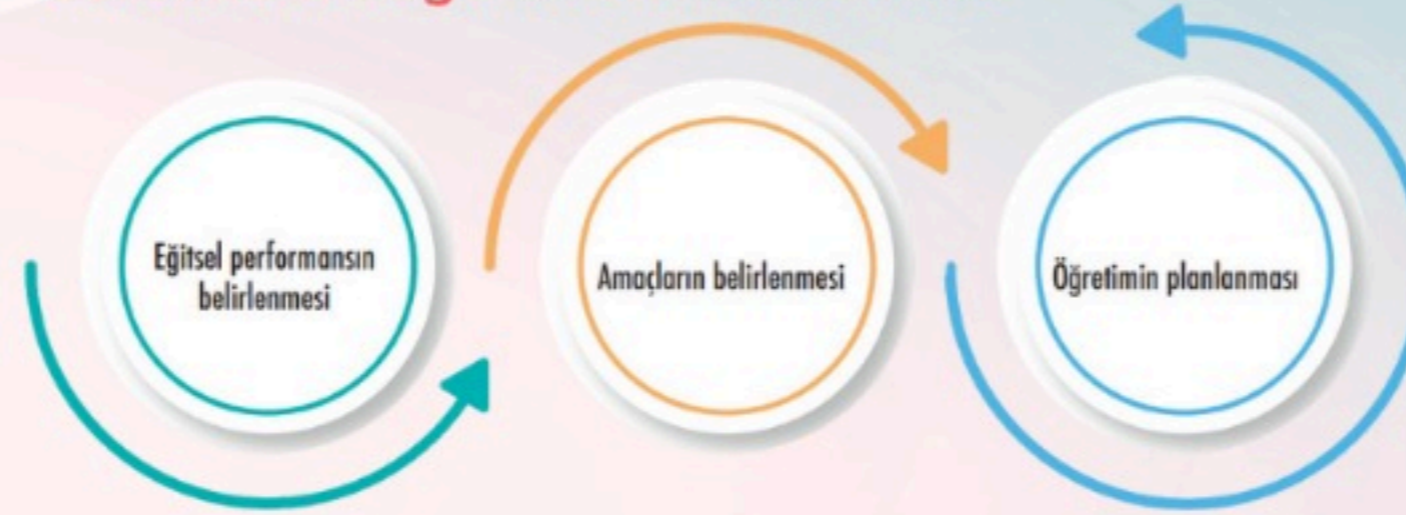 Eğitsel performansın
belirlenmesi
Amaçların belirlenmesi
Öğretimin planlanması